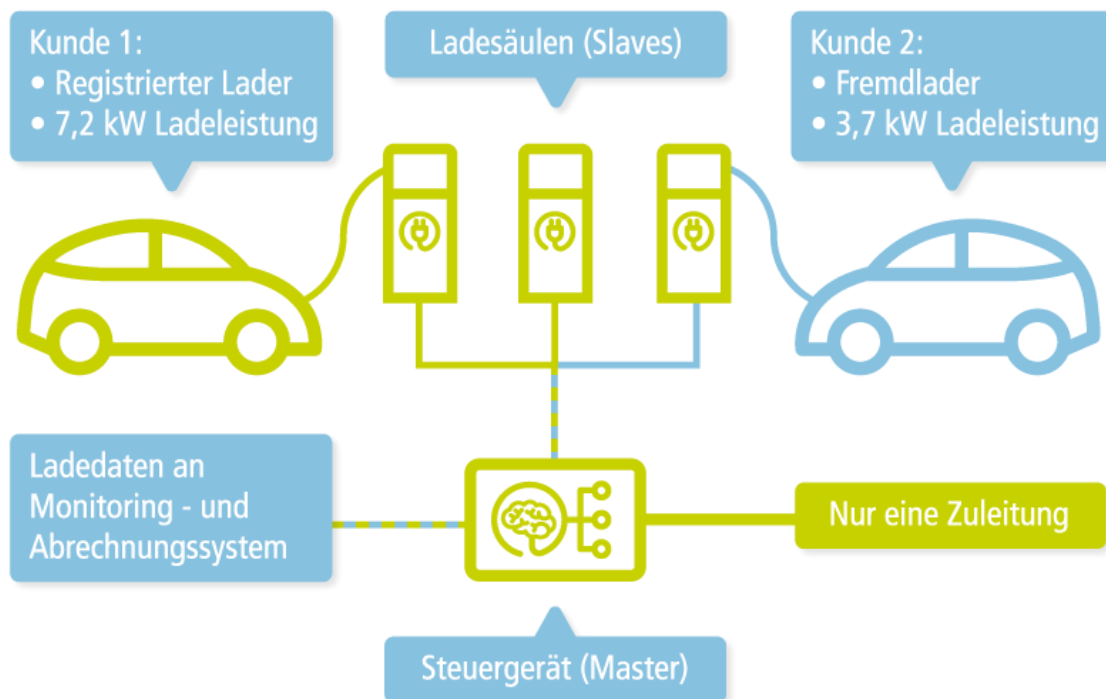 Kunde 1:
• Registrierter Lader
• 7,2 kW Ladeleistung
Ladesäulen (Slaves)
Kunde 2:
• Fremdlader
• 3,7 kW Ladeleistung
Ladedaten an
Monitoring - und
Abrechnungssystem
Nur eine Zuleitung
Steuergerät (Master)